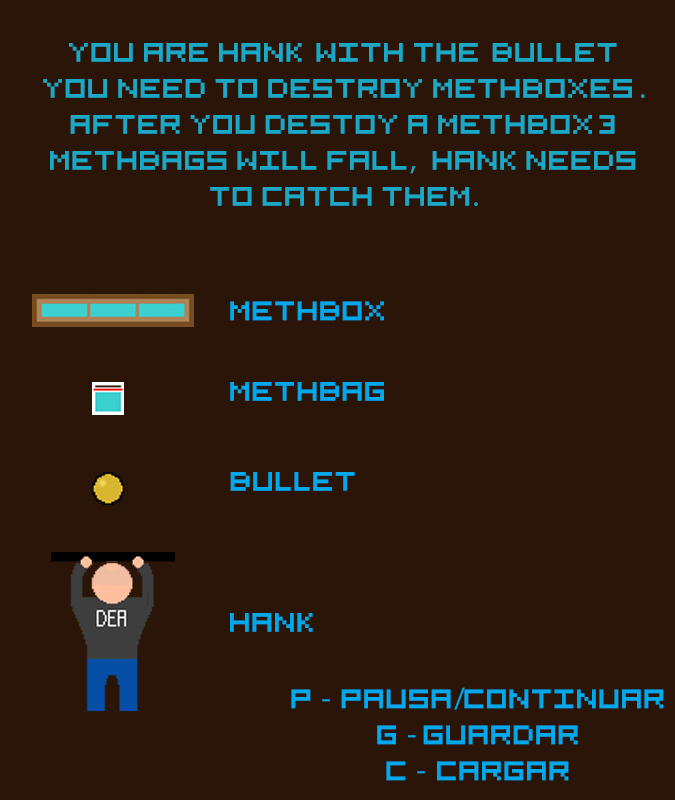 YOU ARE HANK WITH THE BULLET
YOU NEED TO DESTROY METHBOXES.
AFTER YOU DESTOY A METHBOX 3
METHBAGS WILL FALL, HANK NEEDS
TO CATCH THEM.
METHBOX
METHBAG
BULLET
DEA
HANK
P - PAUSA/CONTINUAR
G - GUARDAR
C - CARGAR